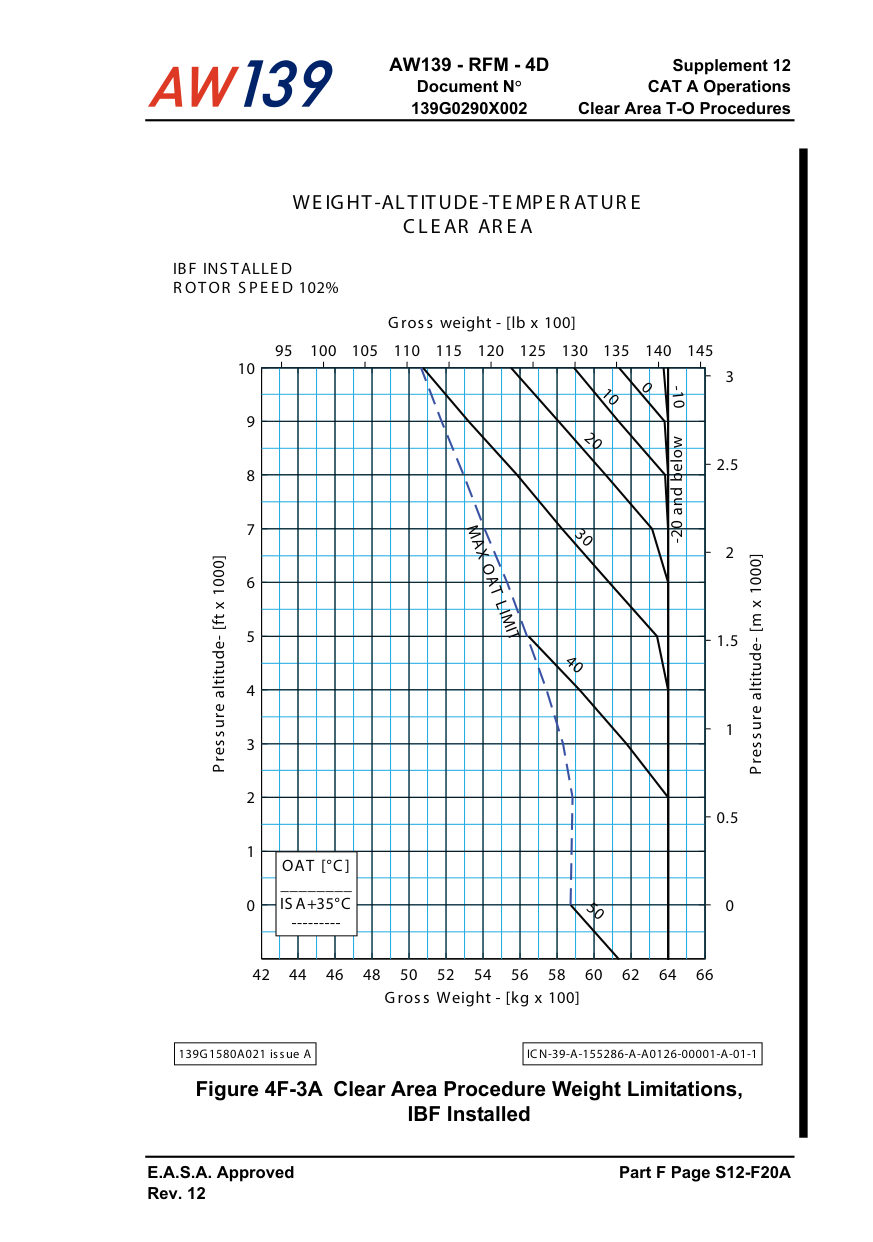 AW139
AW139 - RFM - 4D
Document N°
139G0290X002
Supplement 12
CAT A Operations
Clear Area T-O Procedures
WEIGHT-ALTITUDE-TEMPERATURE
CLEAR AREA
IBF INSTALLED
ROTOR SPEED 102%
Gross weight - [lb x 100]
95 100 105 110 115 120 125 130 135 140 145
10
9
8
7
6
5
4
3
2
1
0
Pressure altitude- [ft x 1000]
3
2.5
2
1.5
1
0.5
0
Pressure altitude- [m x 1000]
-10
0
10
20
-20 and below
30
MAX OAT LIMIT
40
50
OAT [°C]
_________
ISA+35°C
---------
42 44 46 48 50 52 54 56 58 60 62 64 66
Gross Weight - [kg x 100]
139G1580A021 issue A
ICN-39-A-155286-A-A0126-00001-A-01-1
Figure 4F-3A Clear Area Procedure Weight Limitations,
IBF Installed
E.A.S.A. Approved
Rev. 12
Part F Page S12-F20A